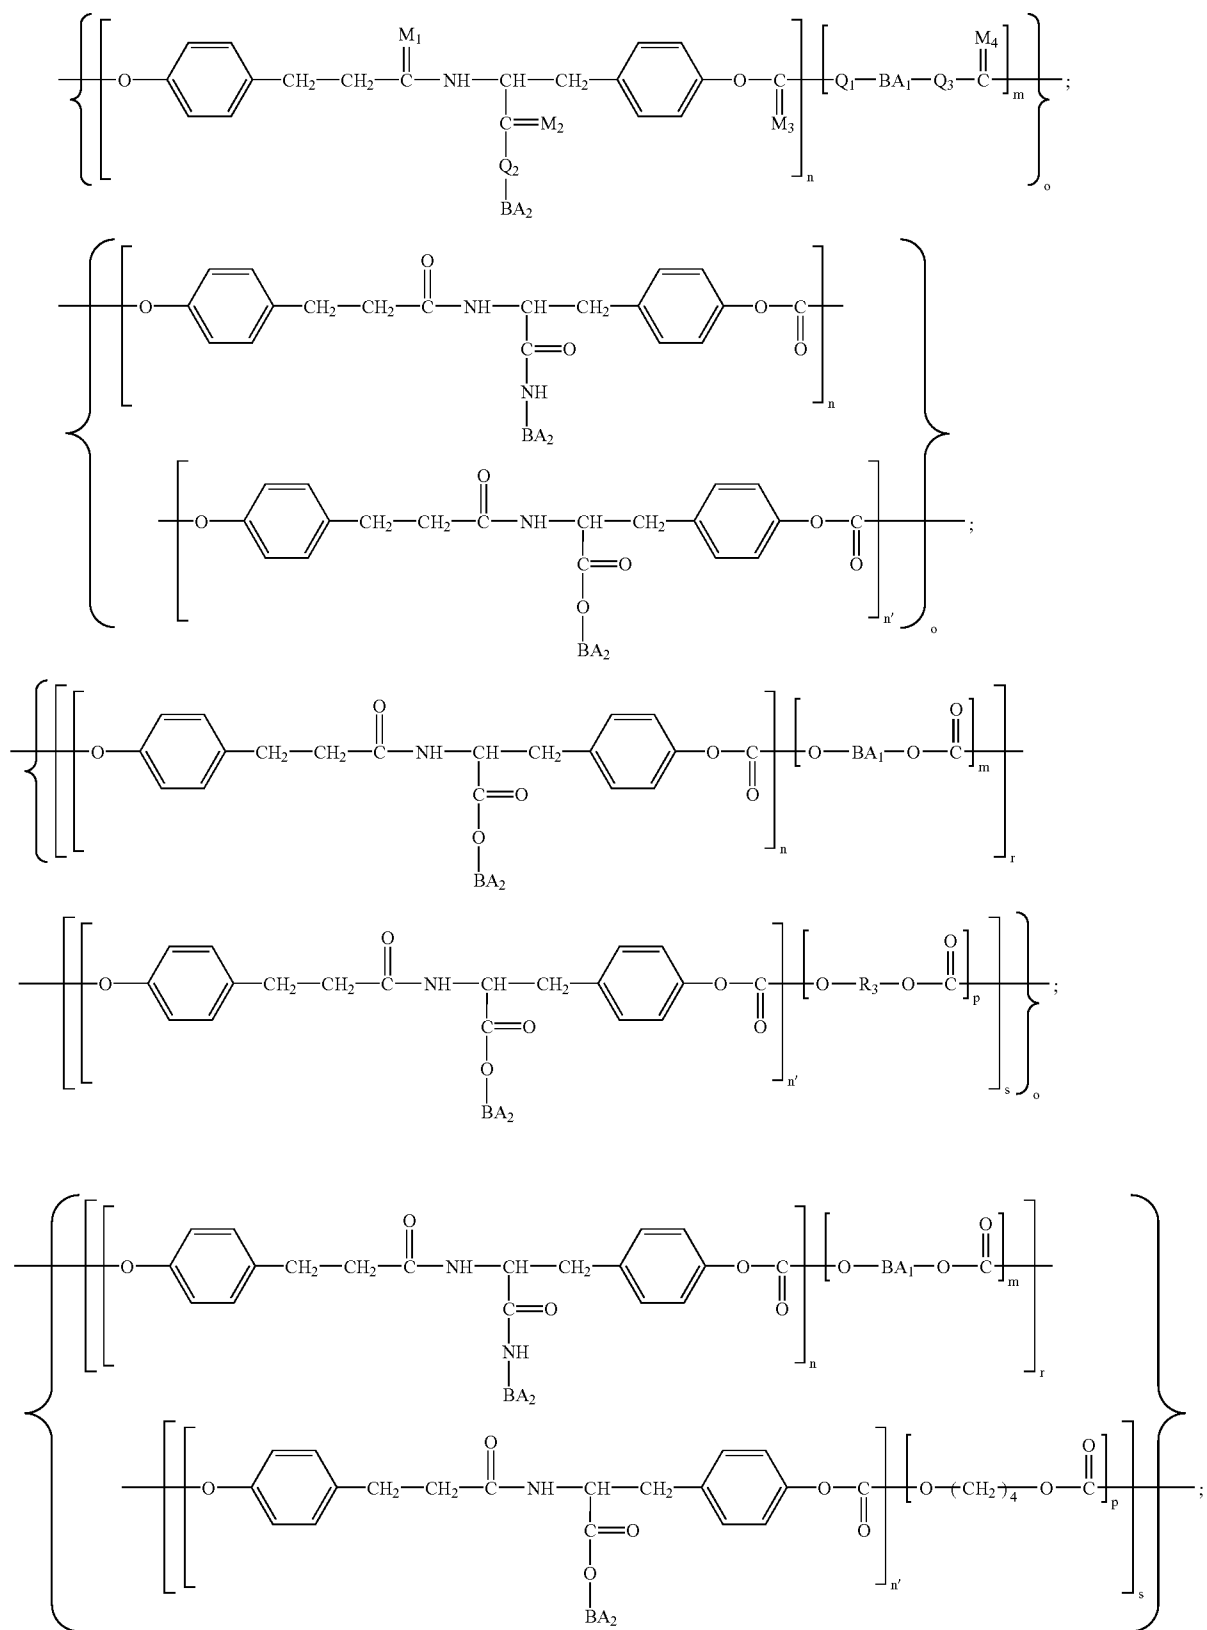 M₁ M₄
O CH₂—CH₂—C—NH—CH—CH₂ O—C Q₁—BA₁—Q₃—C m ;
C=M₂ M₃
Q₂ n o
BA₂
O
O CH₂—CH₂—C—NH—CH—CH₂ O—C
C=O O
NH n
BA₂
O
O CH₂—CH₂—C—NH—CH—CH₂ O—C ;
C=O O
O n′ o
BA₂
O O
O CH₂—CH₂—C—NH—CH—CH₂ O—C O—BA₁—O—C m
C=O O
O n r
BA₂
O O
O CH₂—CH₂—C—NH—CH—CH₂ O—C O—R₃—O—C p ;
C=O O
O n′ s o
BA₂
O O
O CH₂—CH₂—C—NH—CH—CH₂ O—C O—BA₁—O—C m
C=O O
NH n r
BA₂
O O
O CH₂—CH₂—C—NH—CH—CH₂ O—C O—(CH₂)₄—O—C p ;
C=O O
O n′ s
BA₂